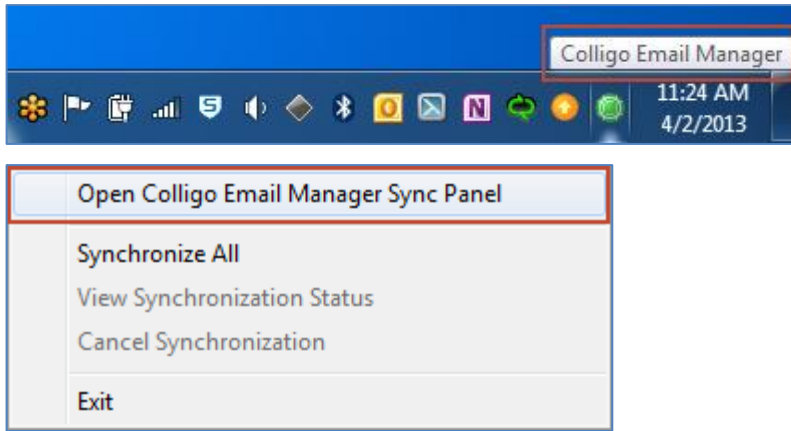 Colligo Email Manager
11:24 AM
4/2/2013
Open Colligo Email Manager Sync Panel
Synchronize All
View Synchronization Status
Cancel Synchronization
Exit